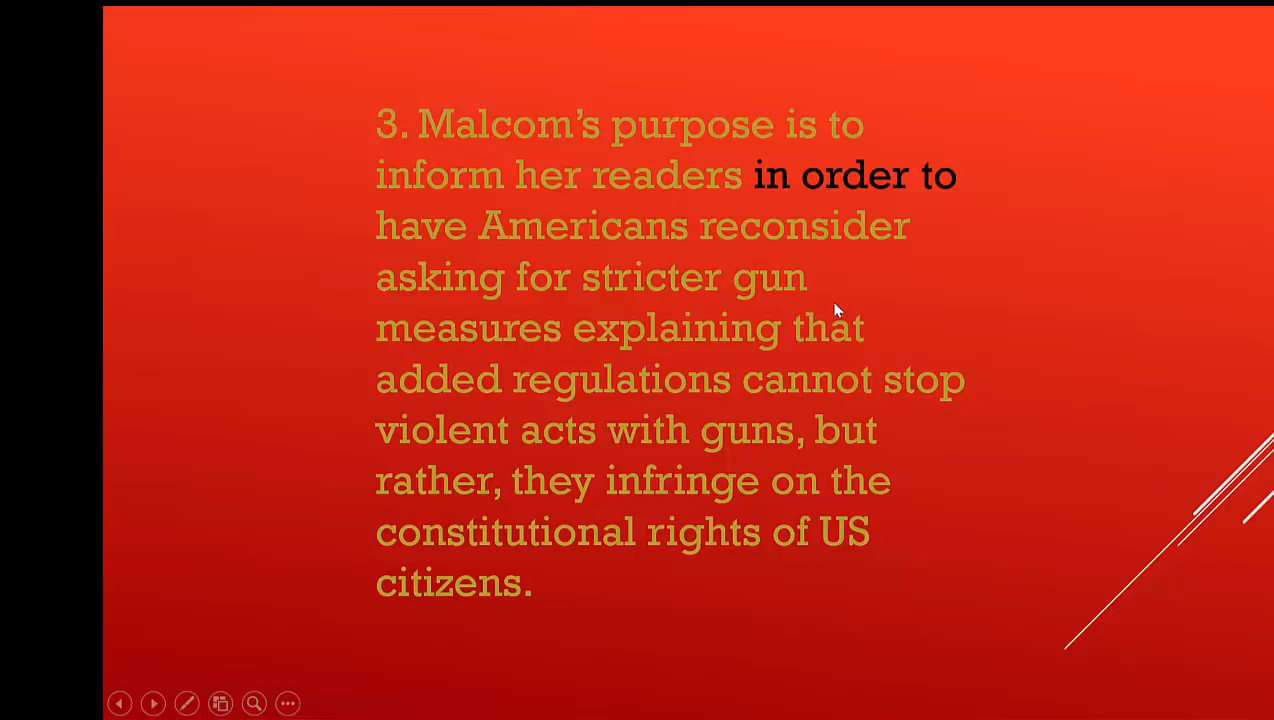 3. Malcom’s purpose is to
inform her readers in order to
have Americans reconsider
asking for stricter gun
measures explaining that
added regulations cannot stop
violent acts with guns, but
rather, they infringe on the
constitutional rights of US
citizens.